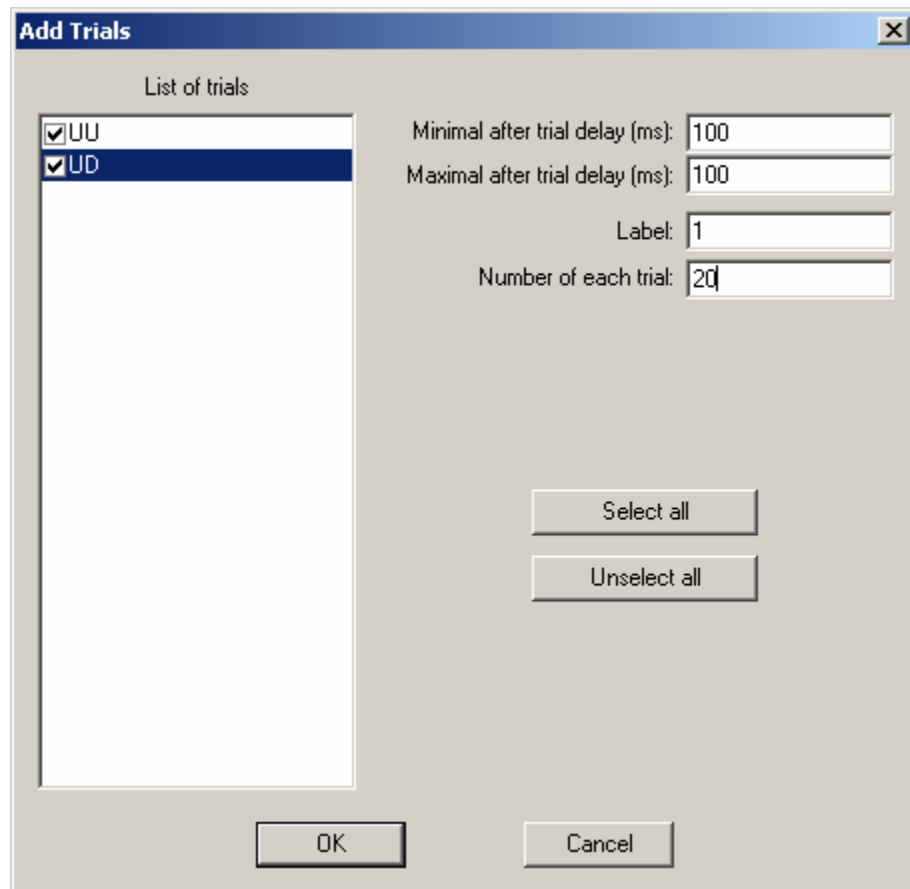 Add Trials
List of trials
UU
UD
Minimal after trial delay (ms): 100
Maximal after trial delay (ms): 100
Label: 1
Number of each trial: 20
Select all
Unselect all
OK
Cancel